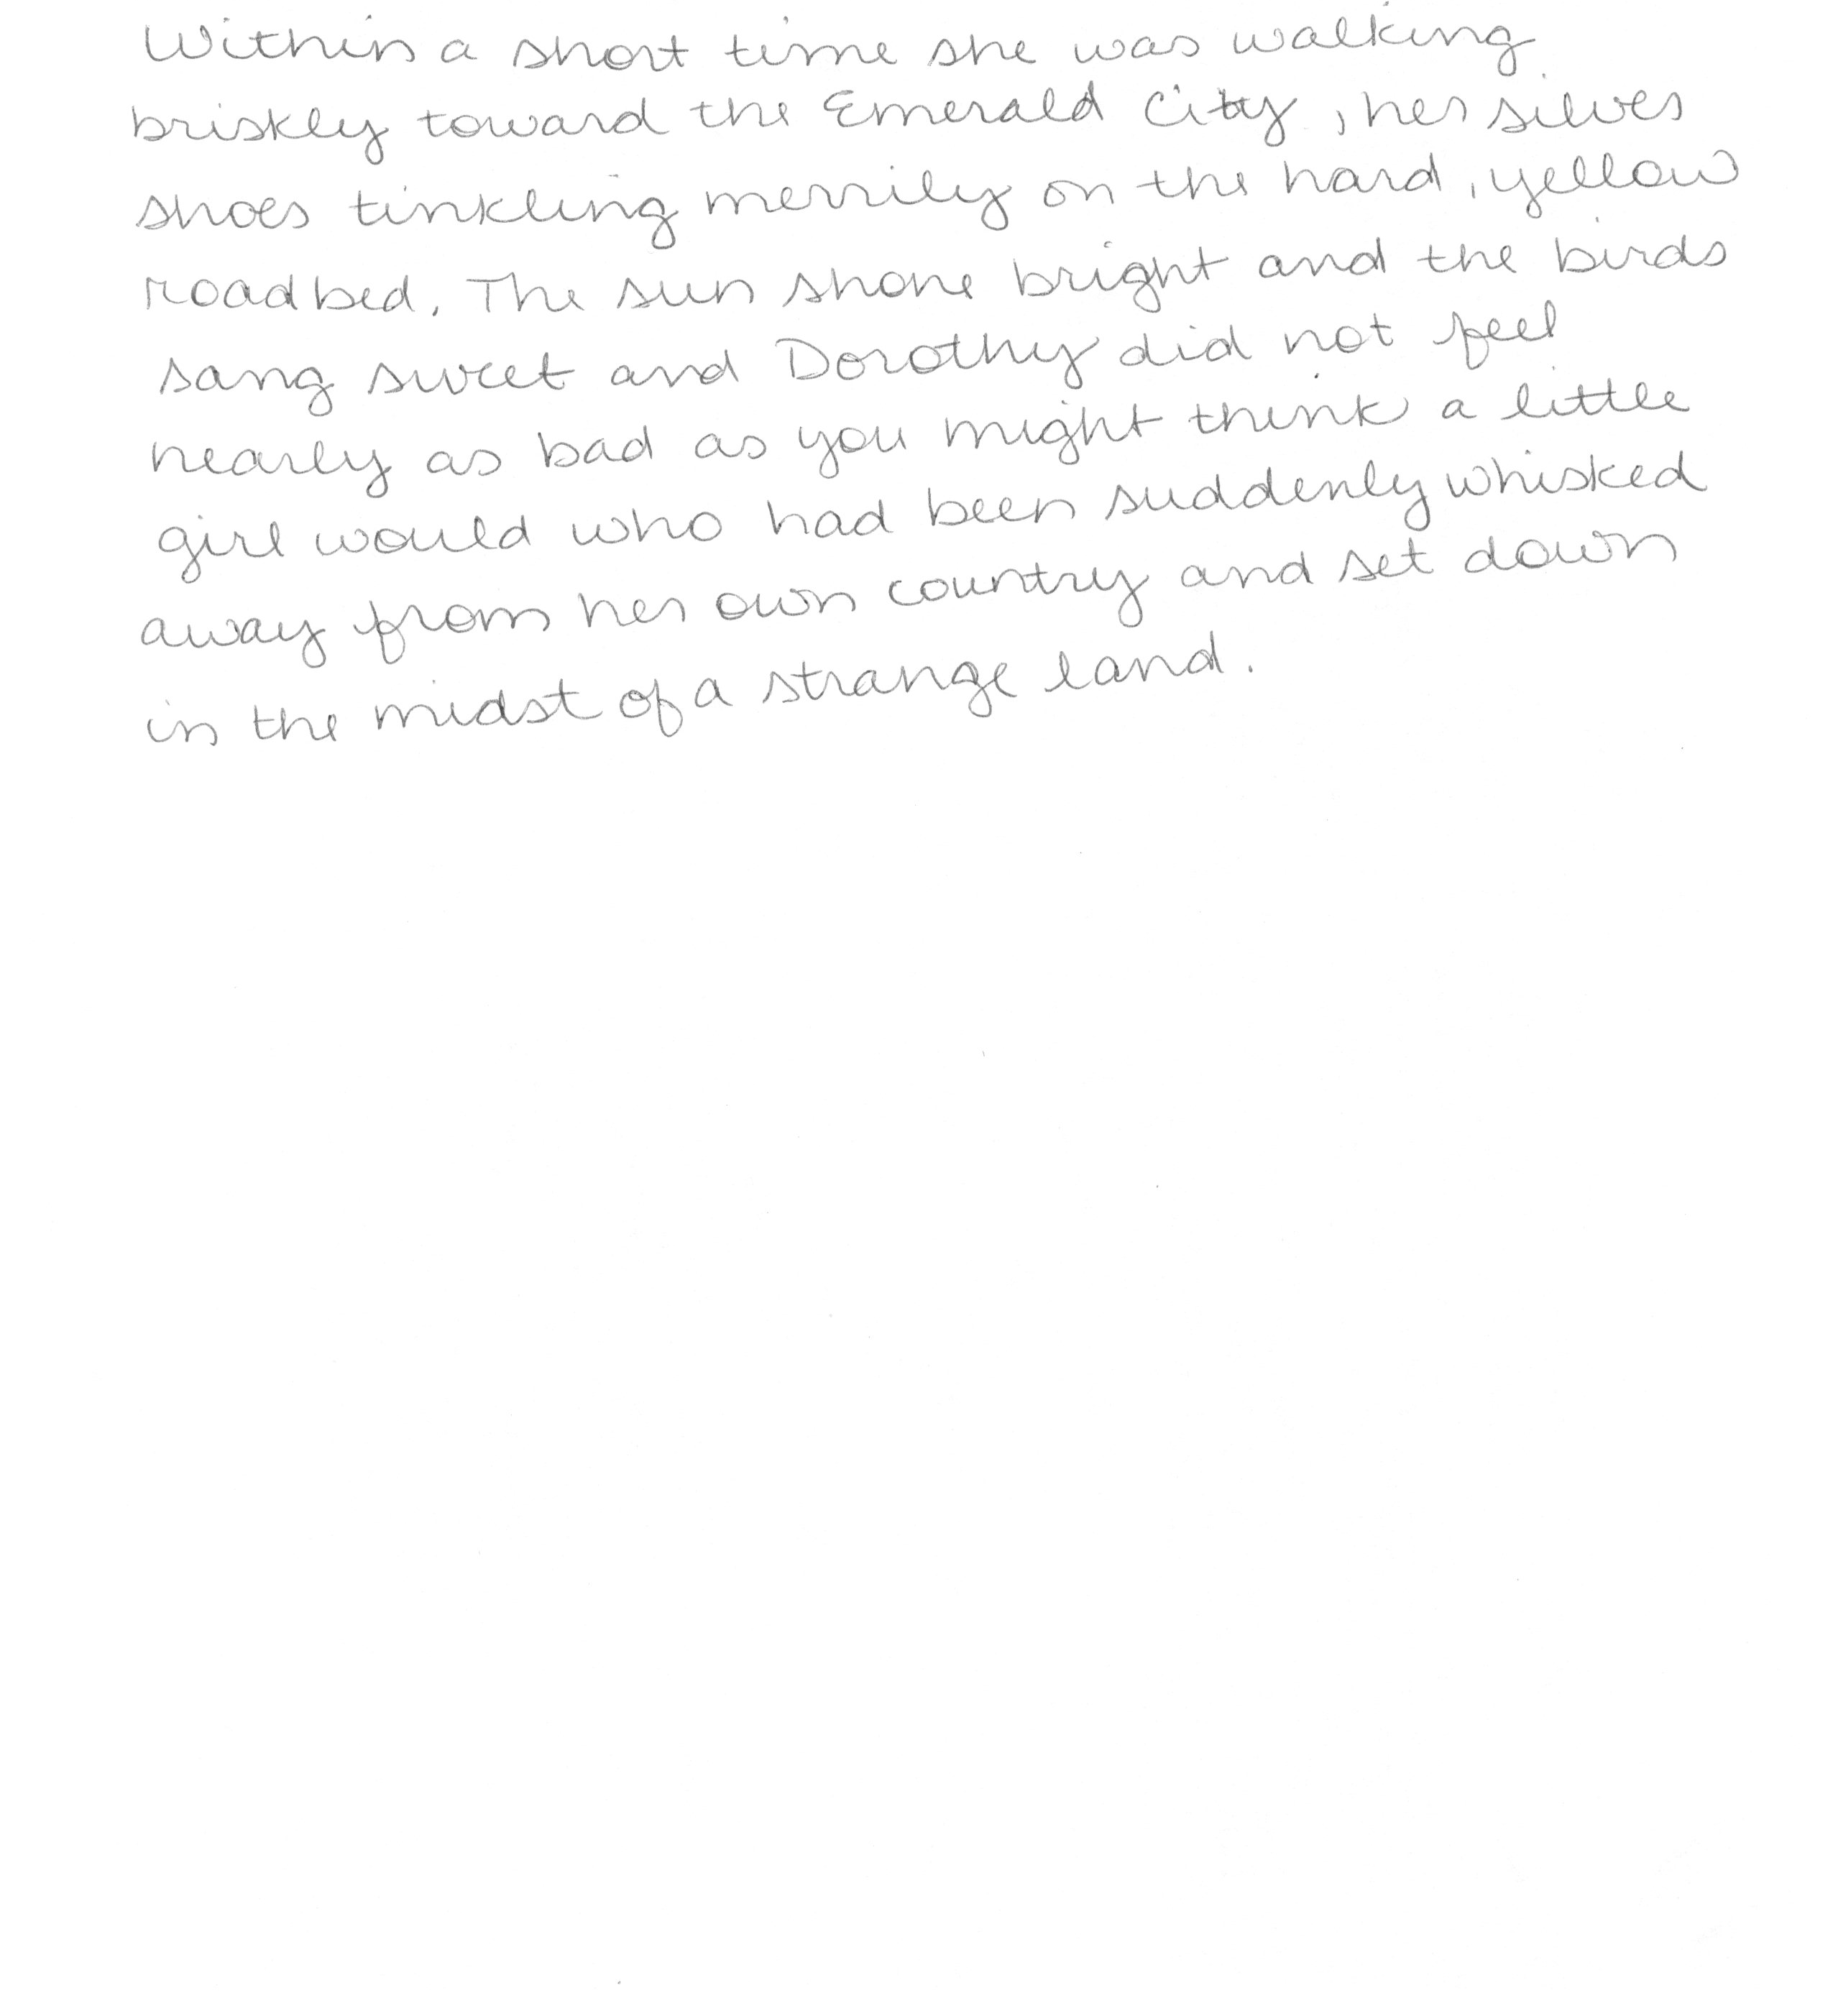 Within a short time she was walking
briskly toward the Emerald City, her silver
shoes tinkling merrily on the hard, yellow
roadbed. The sun shone bright and the birds
sang sweet and Dorothy did not feel
nearly as bad as you might think a little
girl would who had been suddenly whisked
away from her own country and set down
in the midst of a strange land.